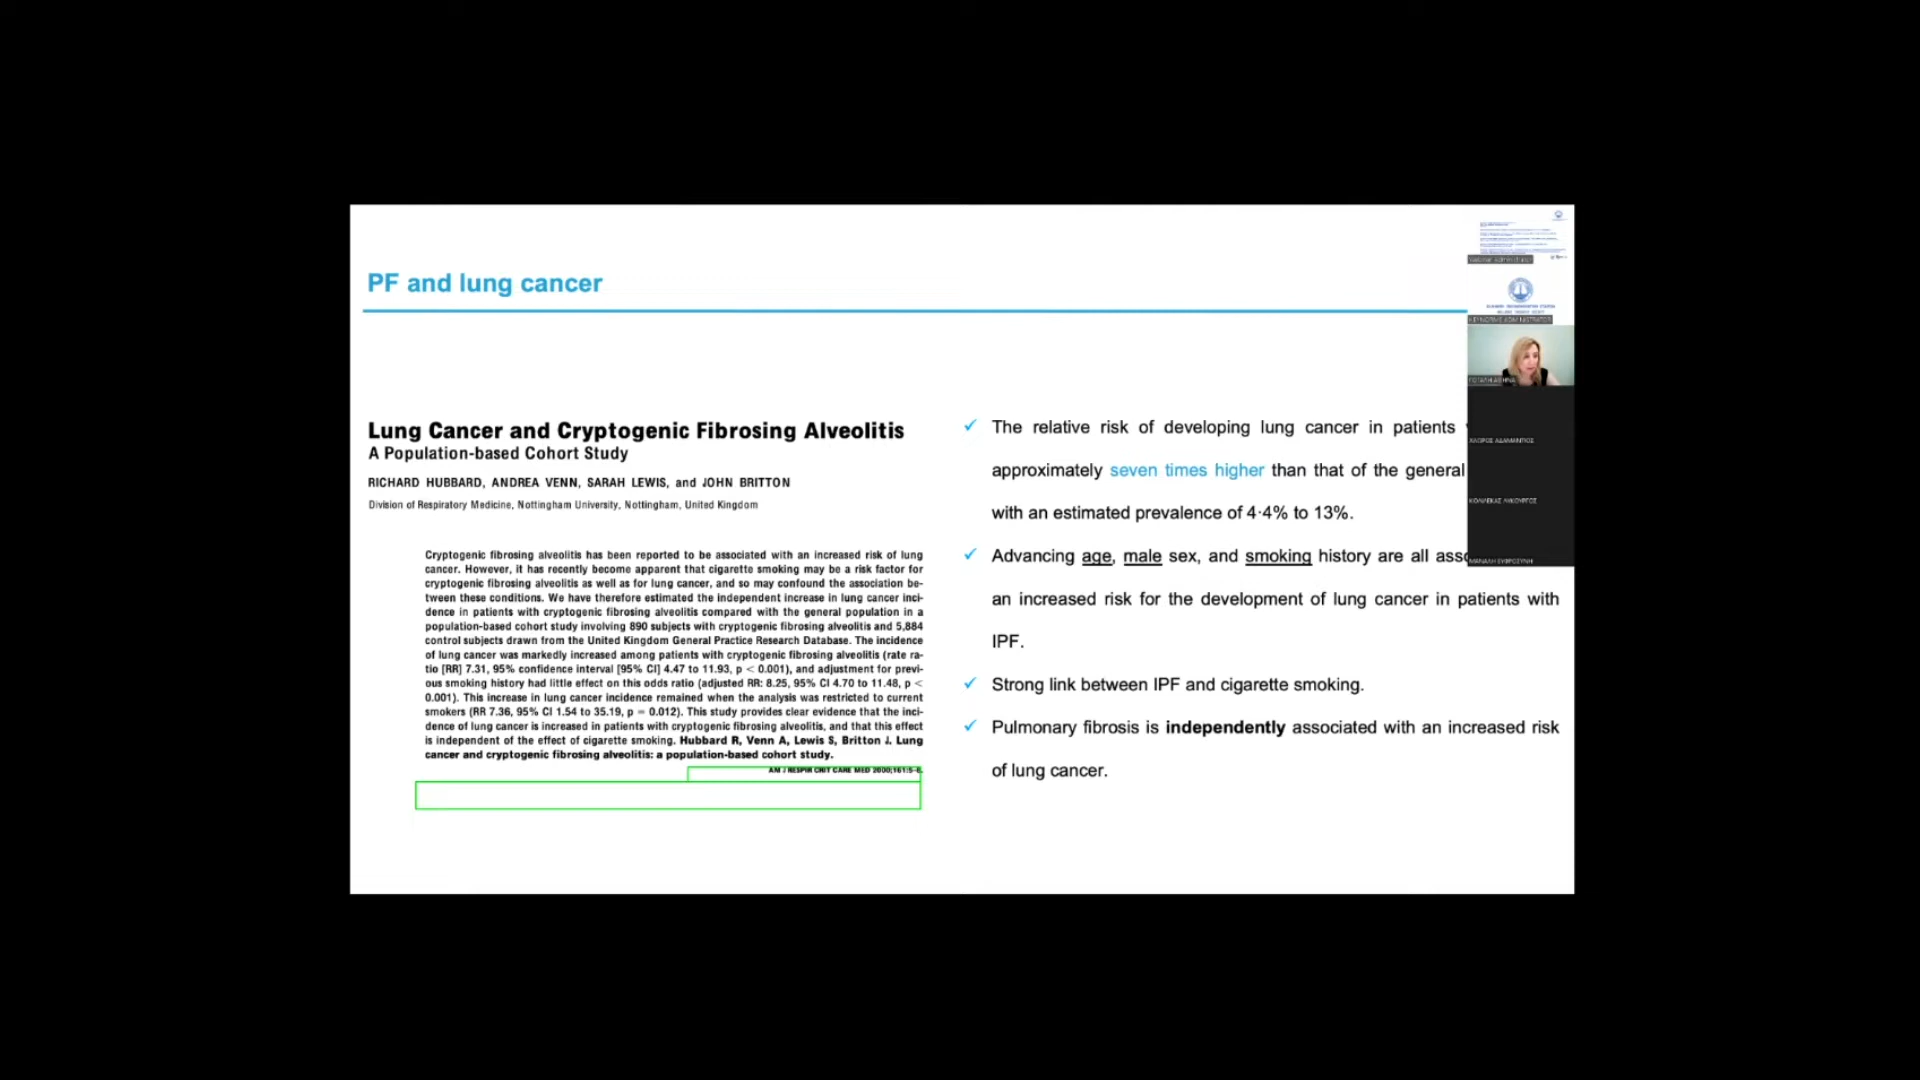 PF and lung cancer
Lung Cancer and Cryptogenic Fibrosing Alveolitis
A Population-based Cohort Study
RICHARD HUBBARD, ANDREA VENN, SARAH LEWIS, and JOHN BRITTON
Division of Respiratory Medicine, Nottingham University, Nottingham, United Kingdom
Cryptogenic fibrosing alveolitis has been reported to be associated with an increased risk of lung
cancer. However, it has recently become apparent that cigarette smoking may be a risk factor for
cryptogenic fibrosing alveolitis as well as for lung cancer, and so may confound the association be-
tween these conditions. We have therefore estimated the independent increase in lung cancer inci-
dence in patients with cryptogenic fibrosing alveolitis compared with the general population in a
population-based cohort study involving 890 subjects with cryptogenic fibrosing alveolitis and 5,884
control subjects drawn from the United Kingdom General Practice Research Database. The incidence
of lung cancer was markedly increased among patients with cryptogenic fibrosing alveolitis (rate ra-
tio [RR] 7.31, 95% confidence interval [95% CI] 4.47 to 11.93, p < 0.001), and adjustment for previ-
ous smoking history had little effect on this odds ratio (adjusted RR: 8.25, 95% CI 4.70 to 11.48, p <
0.001). This increase in lung cancer incidence remained when the analysis was restricted to current
smokers (RR 7.36, 95% CI 1.54 to 35.19, p = 0.012). This study provides clear evidence that the inci-
dence of lung cancer is increased in patients with cryptogenic fibrosing alveolitis, and that this effect
is independent of the effect of cigarette smoking. Hubbard R, Venn A, Lewis S, Britton J. Lung
cancer and cryptogenic fibrosing alveolitis: a population-based cohort study.
AM J RESPIR CRIT CARE MED 2000;161:5–8.
✓ The relative risk of developing lung cancer in patients
approximately seven times higher than that of the general
with an estimated prevalence of 4·4% to 13%.
✓ Advancing age, male sex, and smoking history are all asso
an increased risk for the development of lung cancer in patients with
IPF.
✓ Strong link between IPF and cigarette smoking.
✓ Pulmonary fibrosis is independently associated with an increased risk
of lung cancer.